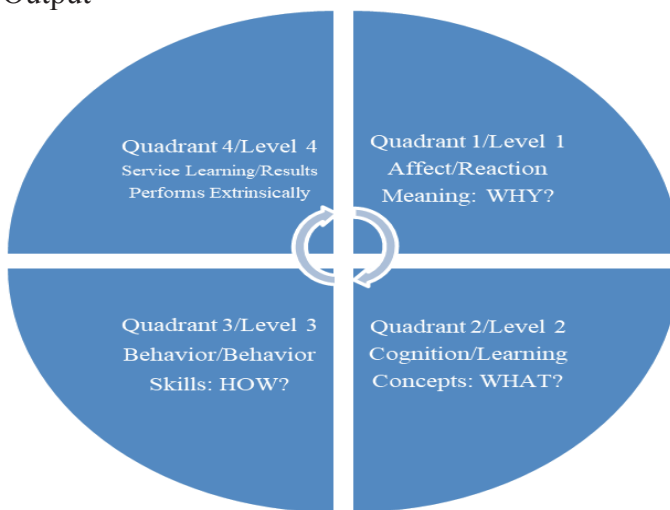 Output
Quadrant 4/Level 4
Service Learning/Results
Performs Extrinsically
Quadrant 1/Level 1
Affect/Reaction
Meaning: WHY?
Quadrant 3/Level 3
Behavior/Behavior
Skills: HOW?
Quadrant 2/Level 2
Cognition/Learning
Concepts: WHAT?